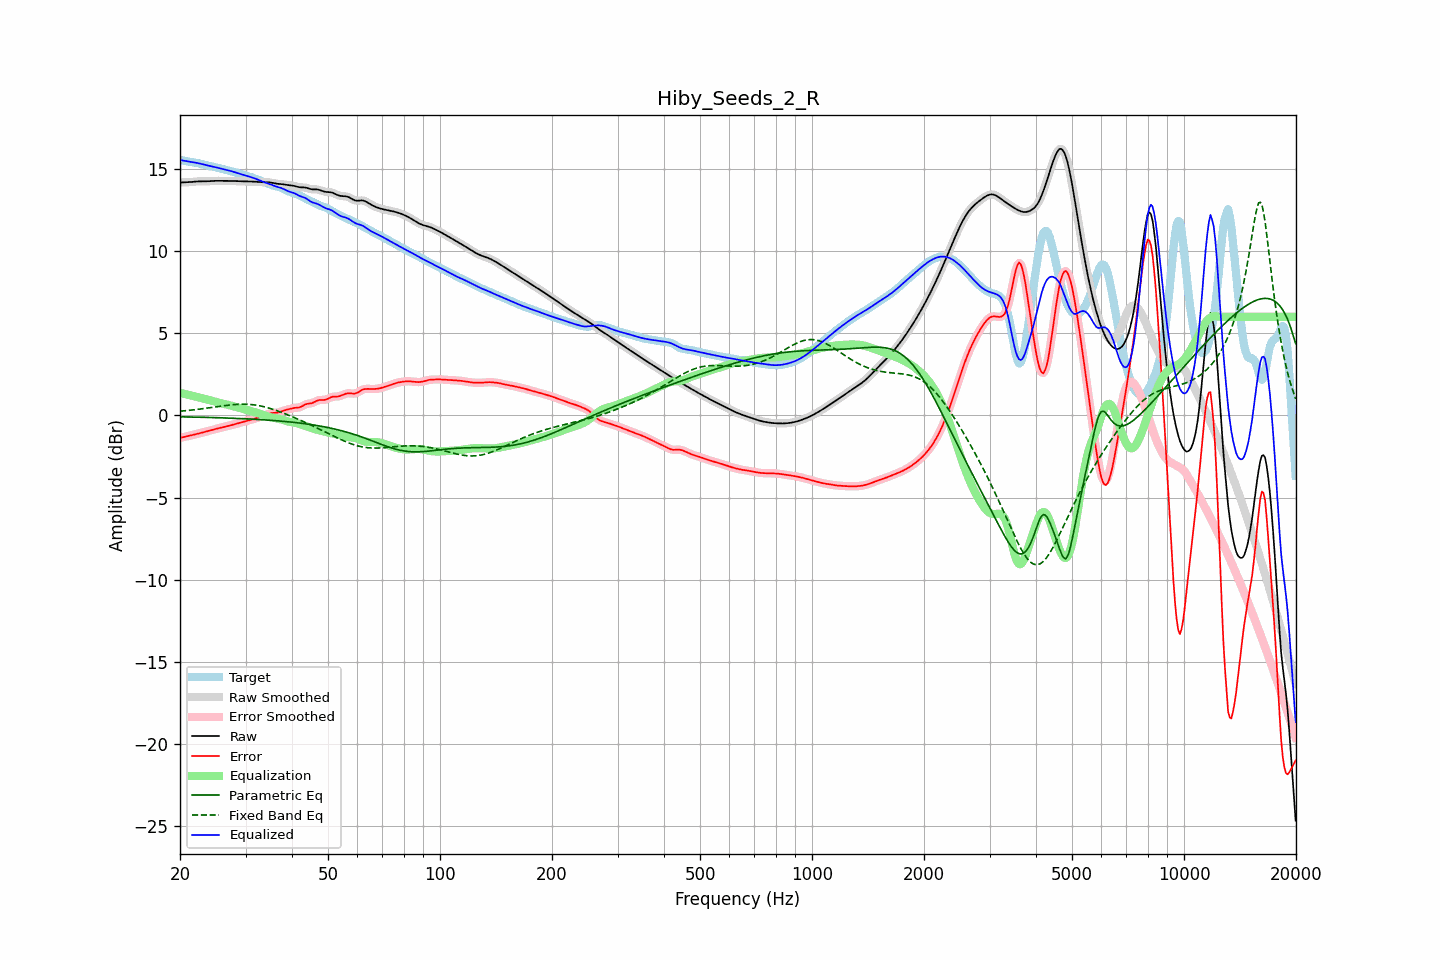 Hiby_Seeds_2_R
Amplitude (dBr)
15
10
5
0
−5
−10
−15
−20
−25
Target
Raw Smoothed
Error Smoothed
Raw
Error
Equalization
Parametric Eq
Fixed Band Eq
Equalized
20 50 100 200 500 1000 2000 5000 10000 20000
Frequency (Hz)